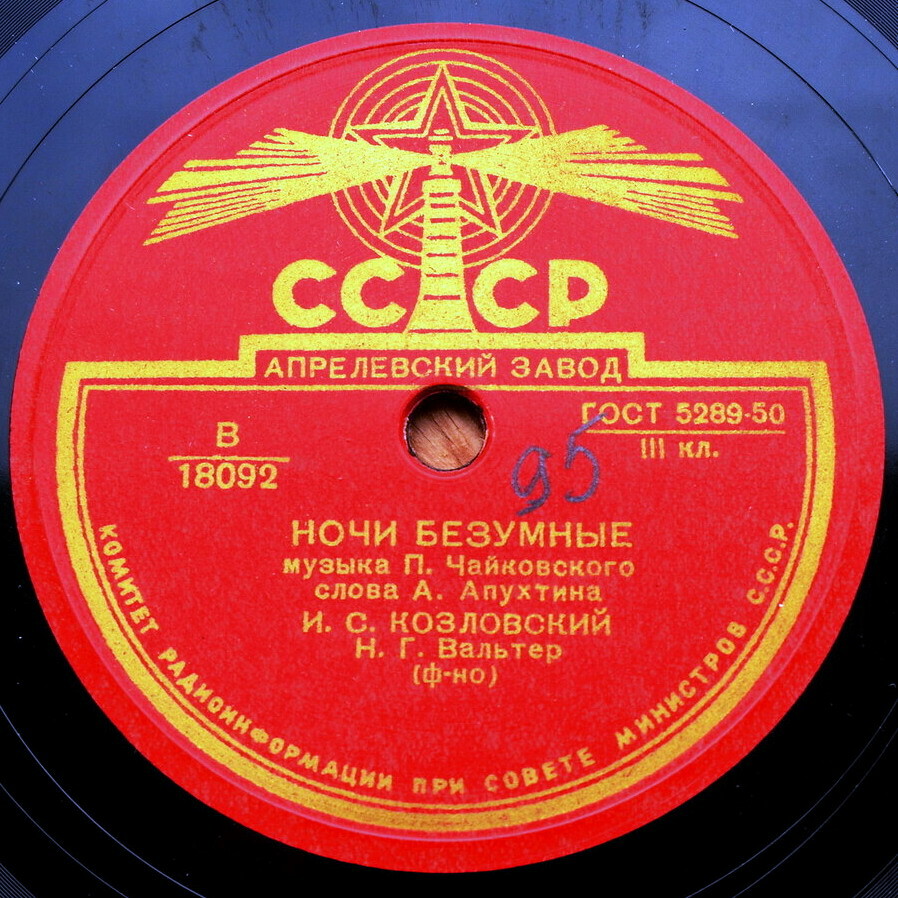 СССР
АПРЕЛЕВСКИЙ ЗАВОД
В
18092
ГОСТ 5289-50
III кл.
95
НОЧИ БЕЗУМНЫЕ
музыка П. Чайковского
слова А. Апухтина
И. С. КОЗЛОВСКИЙ
Н. Г. Вальтер
(ф-но)
КОМИТЕТ РАДИОИНФОРМАЦИИ ПРИ СОВЕТЕ МИНИСТРОВ С.С.С.Р.